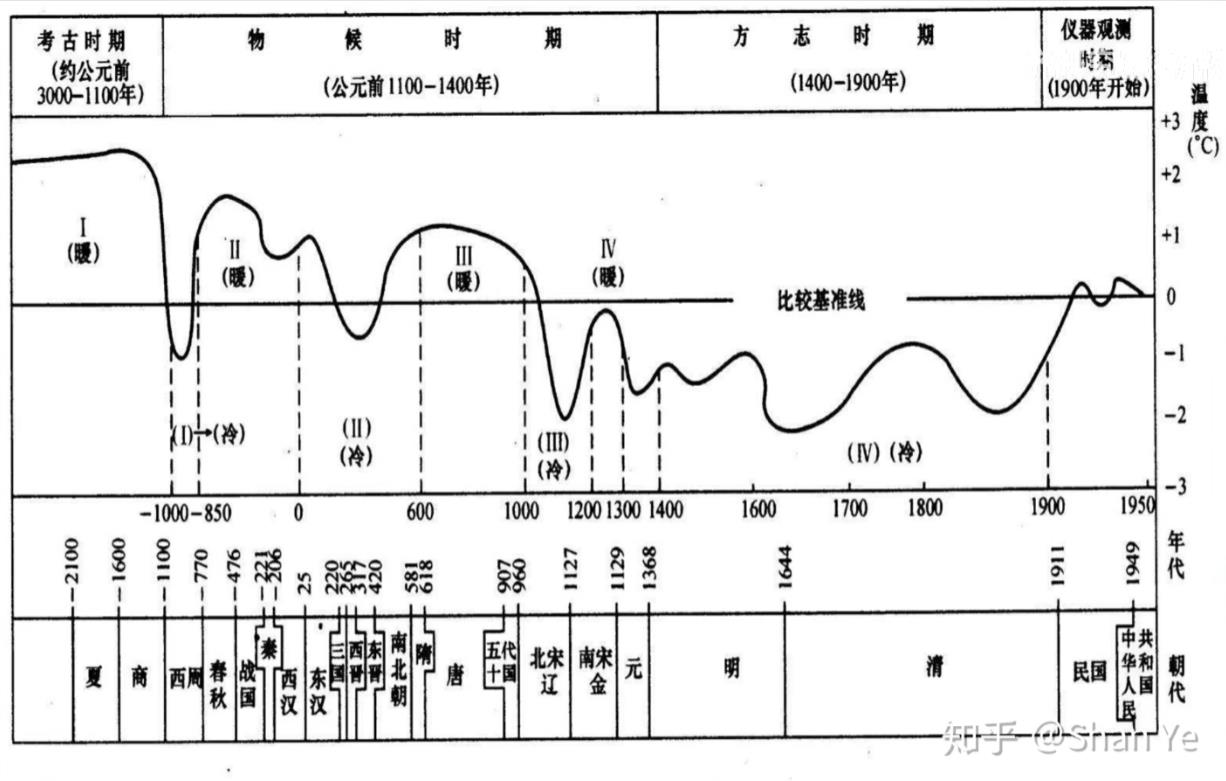 考古时期
(约公元前
3000-1100年)
物候时期
(公元前1100-1400年)
方志时期
(1400-1900年)
仪器观测
时期
(1900年开始)
温度
(℃)
+3
+2
+1
0
-1
-2
-3
I
(暖)
II
(暖)
III
(暖)
IV
(暖)
比较基准线
(I)→(冷)
(II)
(冷)
(III)
(冷)
(IV)(冷)
-1000 -850 0 600 1000 1200 1300 1400 1600 1700 1800 1900 1950
年代
2100 1600 1100 770 476 221 206 25 220 265 317 420 581 618 907 960 1127 1129 1368 1644 1911 1949
夏 商 西周 春秋 战国 秦 西汉 东汉 三国 西晋 东晋 南北朝 隋 唐 五代十国 北宋辽 南宋金 元 明 清 民国 中华人民共和国
朝代
知乎 @Shan Ye